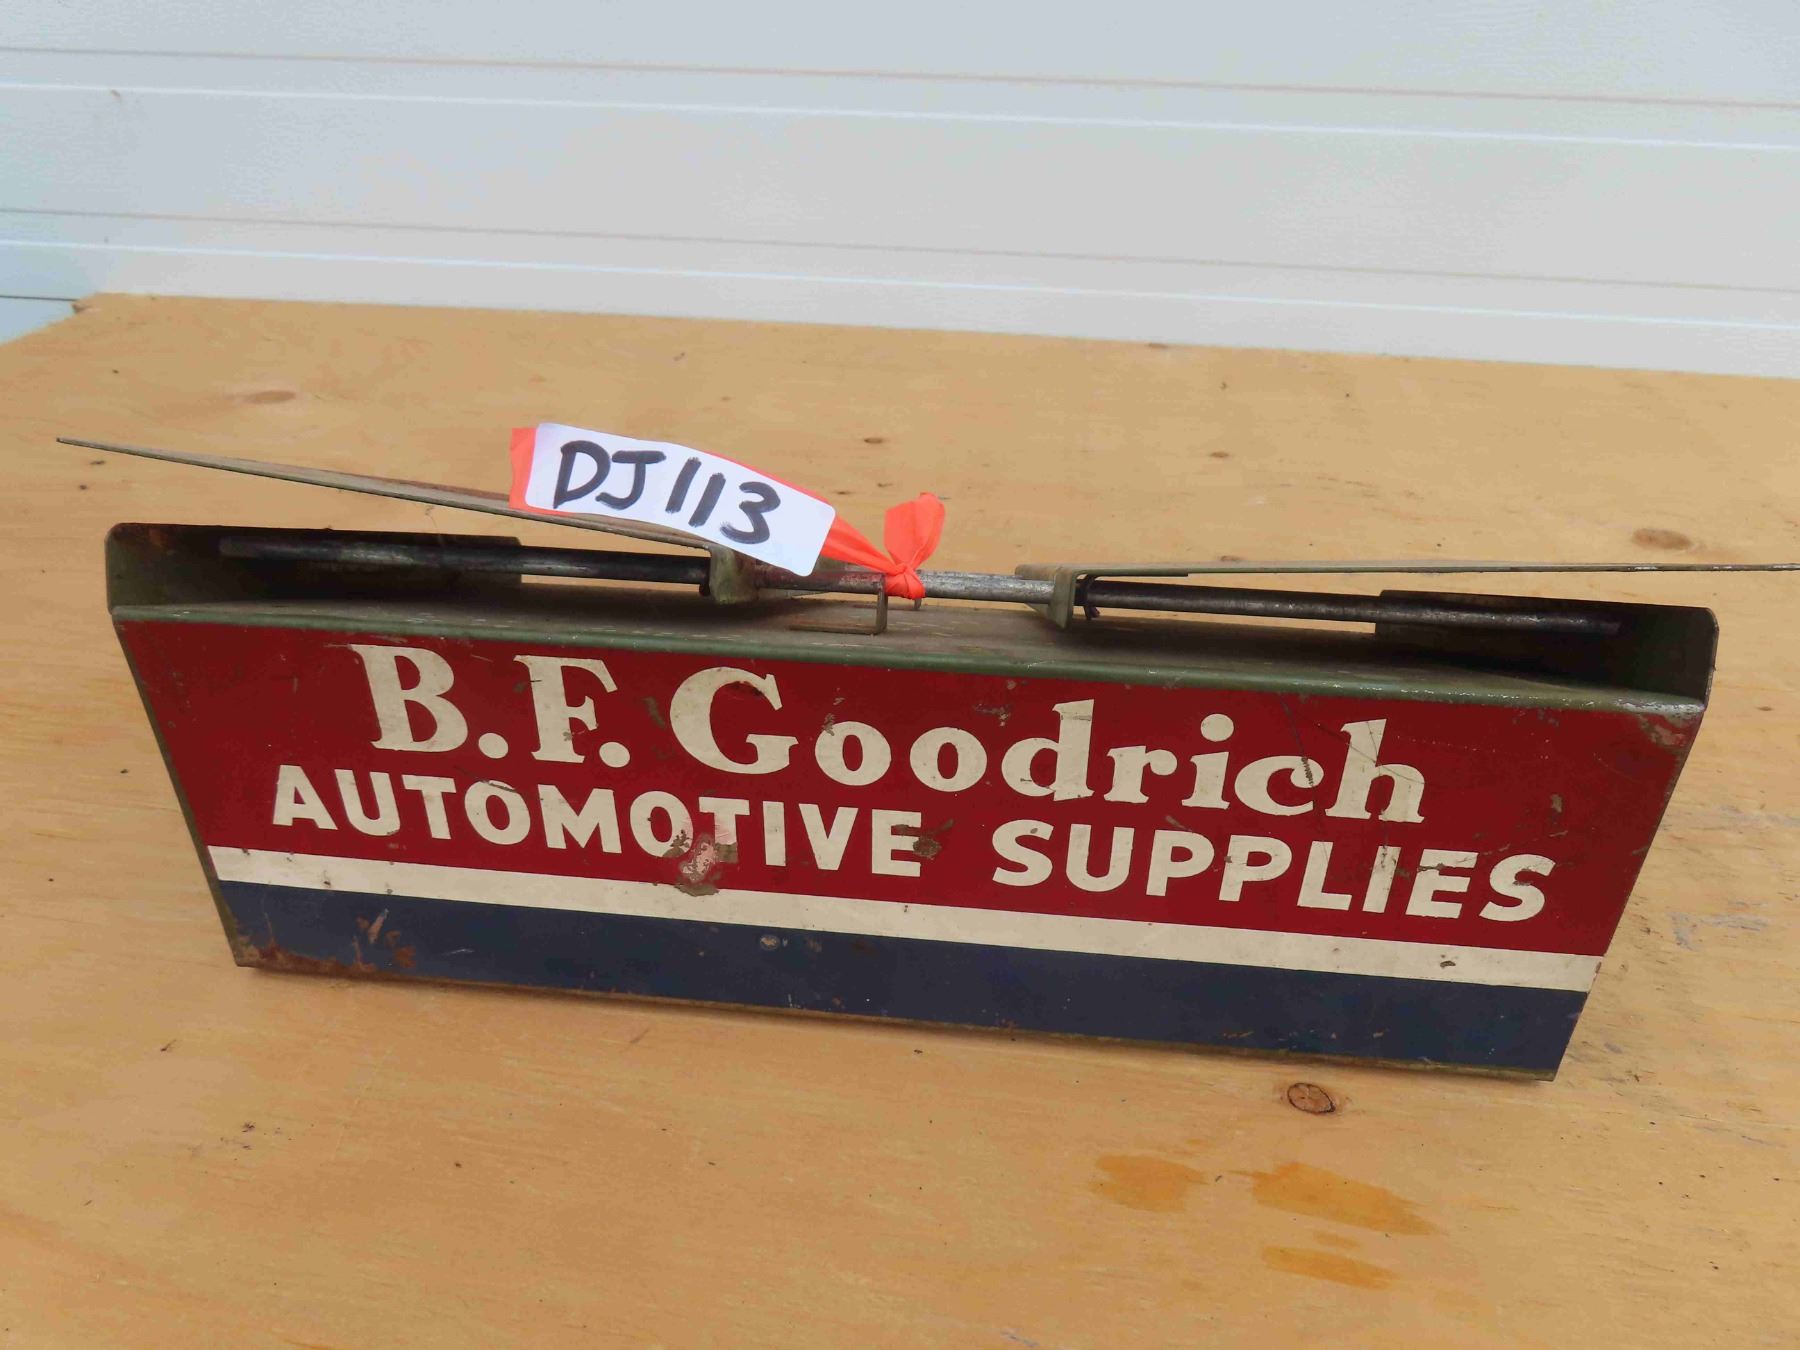 DJ113
B.F. Goodrich
AUTOMOTIVE SUPPLIES